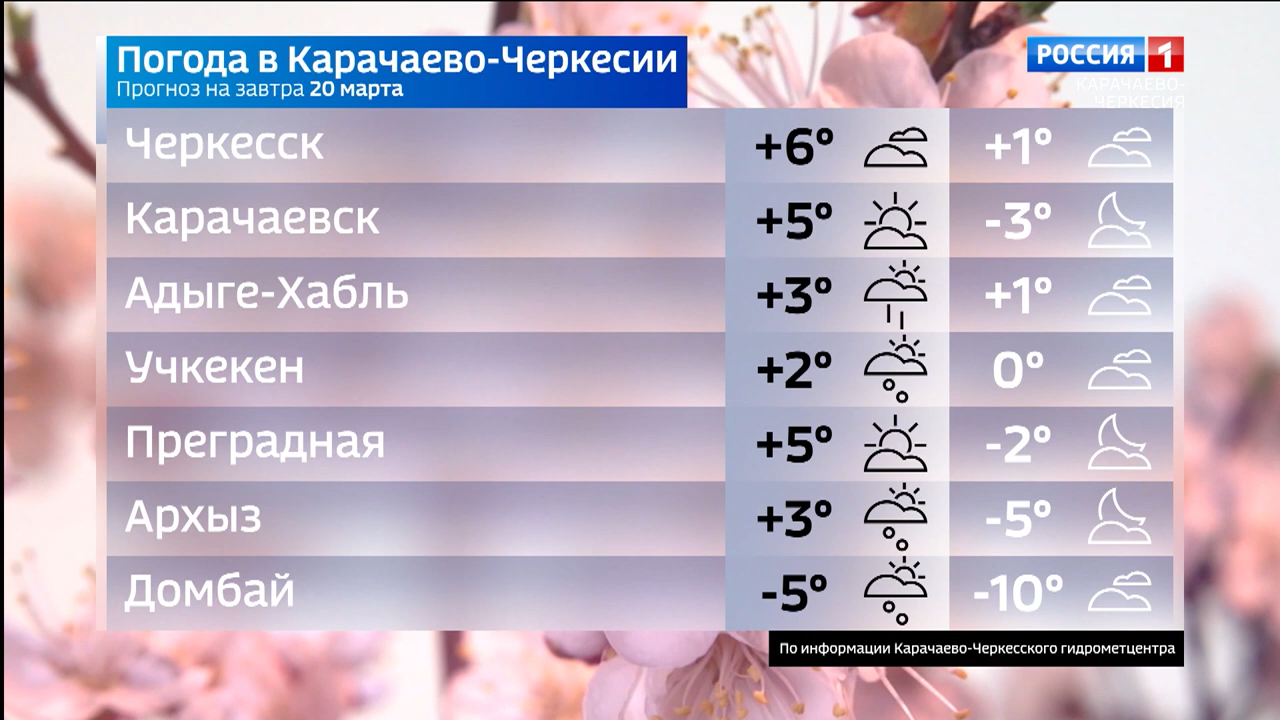 Погода в Карачаево-Черкесии
Прогноз на завтра 20 марта
РОССИЯ 1
КАРАЧАЕВО-
ЧЕРКЕСИЯ
Черкесск +6° +1°
Карачаевск +5° -3°
Адыге-Хабль +3° +1°
Учкекен +2° 0°
Преградная +5° -2°
Архыз +3° -5°
Домбай -5° -10°
По информации Карачаево-Черкесского гидрометцентра